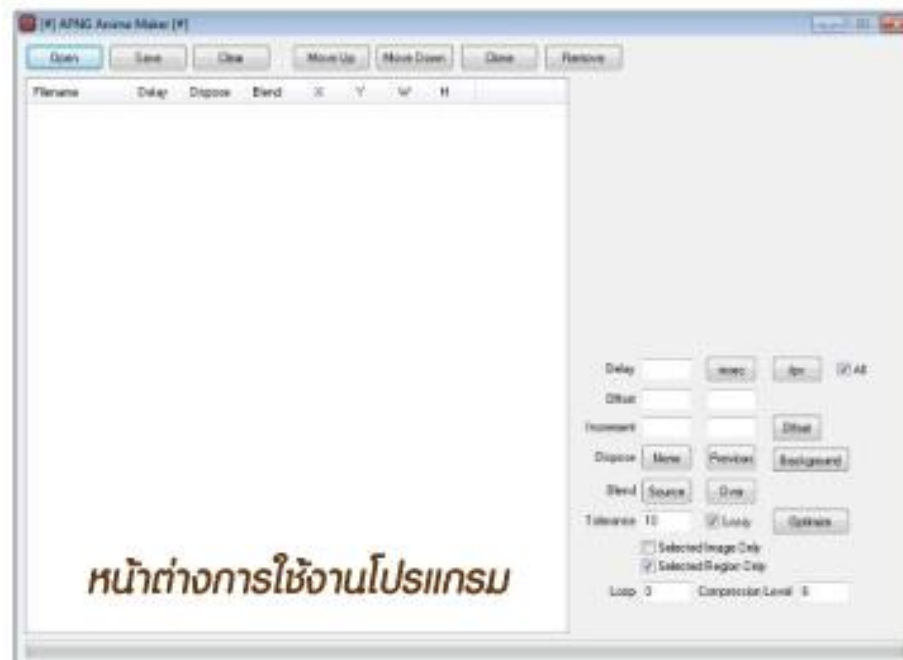 [#] APNG Anime Maker [#]
Open Save Clear Move Up Move Down Clone Remove
Filename Delay Dispose Blend X Y W H
Delay msec fps All
Offset
Increment Offset
Dispose None Previous Background
Blend Source Over
Tolerance 10 Lossy Optimize
Selected Image Only
Selected Region Only
หน้าต่างการใช้งานโปรแกรม
Loop 0 Compression Level